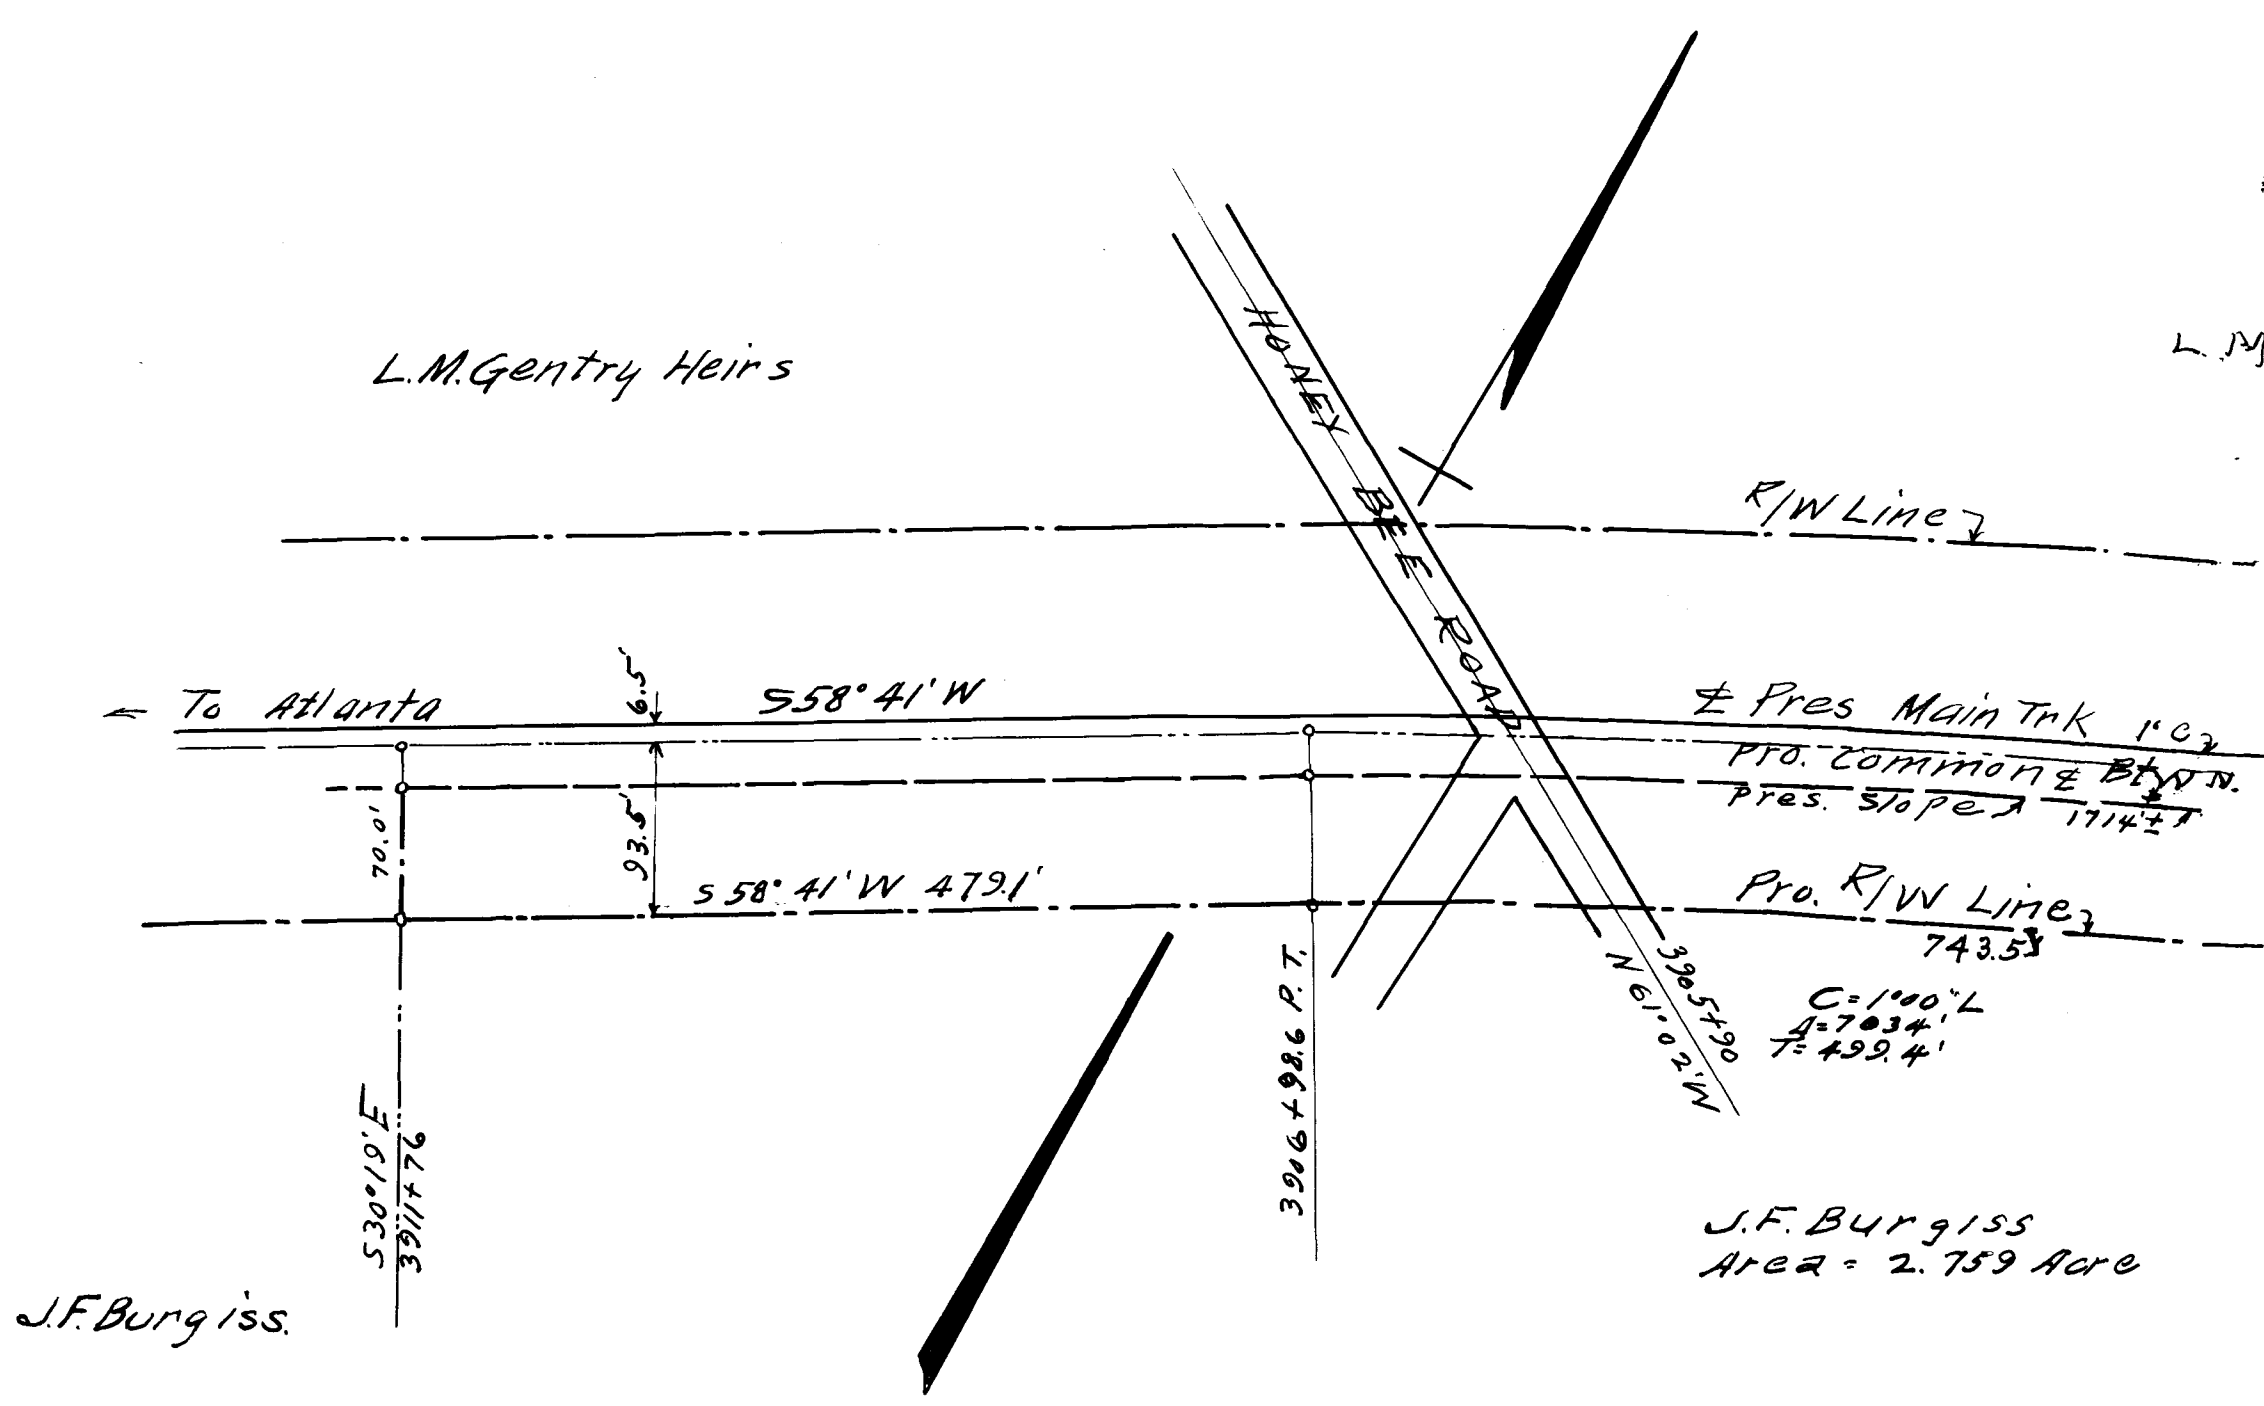 L.M.Gentry Heirs
L. M
HONEY BEE ROAD
R/W Line
← To Atlanta
6.5'
S58°41'W
℄ Pres Main Trk 1° C
Pro. Common ℄ Btwn.
Pres. Slope
1714'±
70.0'
93.5'
S 58° 41' W 479.1'
Pro. R/W Line
743.5'
C=1°00' L
Δ=7°34'
T= 499.4'
3905+90
N 61° 02' W
3906+98.6 P. T.
S30°19'E
3911+76
J.F. Burgiss
Area = 2.759 Acre
J.F. Burgiss.